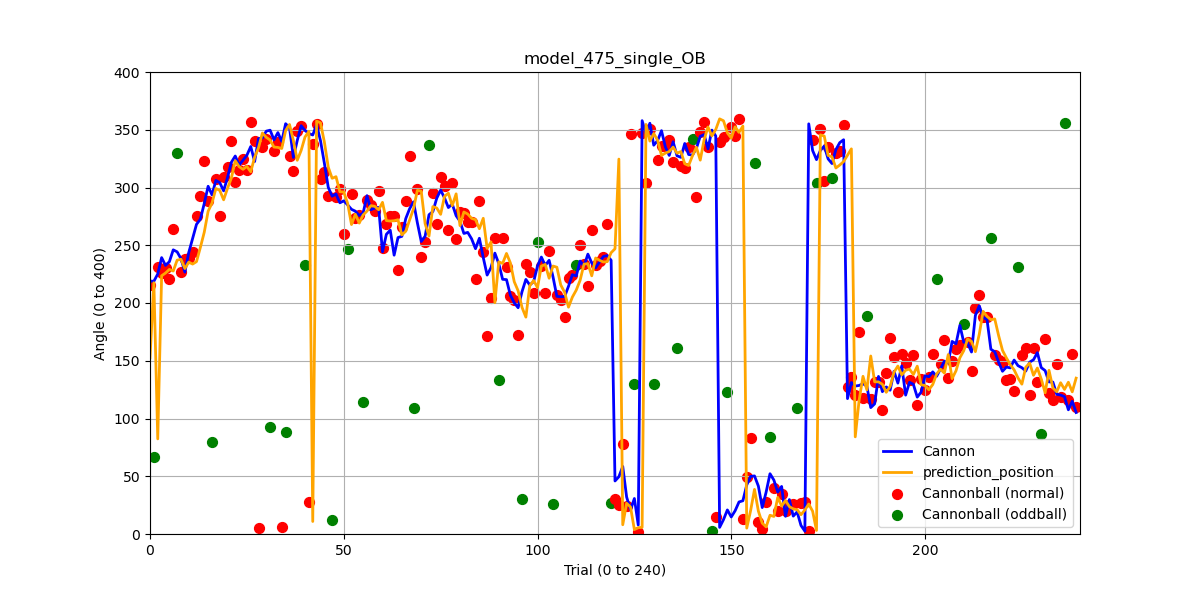 model_475_single_OB
400
350
300
250
200
150
100
50
0
Angle (0 to 400)
0 50 100 150 200
Trial (0 to 240)
Cannon
prediction_position
Cannonball (normal)
Cannonball (oddball)